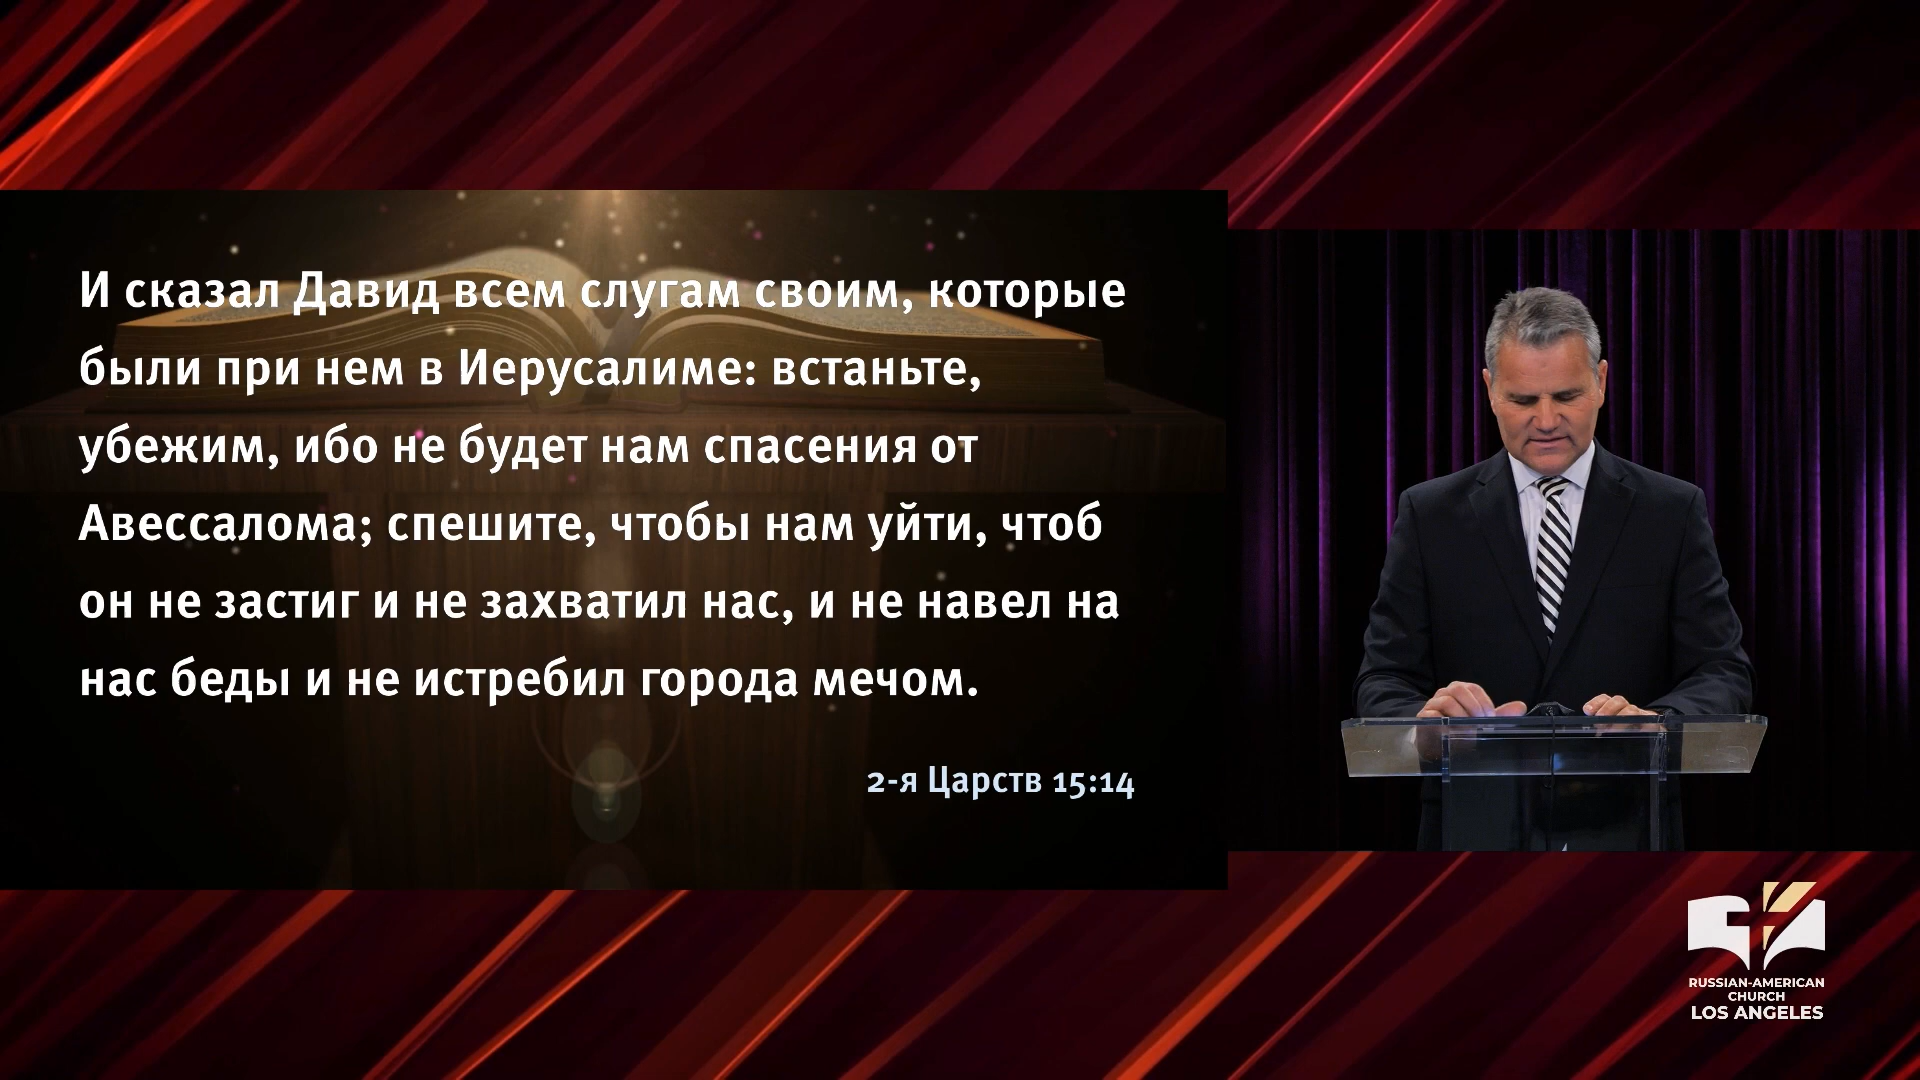 И сказал Давид всем слугам своим, которые
были при нем в Иерусалиме: встаньте,
убежим, ибо не будет нам спасения от
Авессалома; спешите, чтобы нам уйти, чтоб
он не застиг и не захватил нас, и не навел на
нас беды и не истребил города мечом.
2-я Царств 15:14
RUSSIAN-AMERICAN
CHURCH
LOS ANGELES